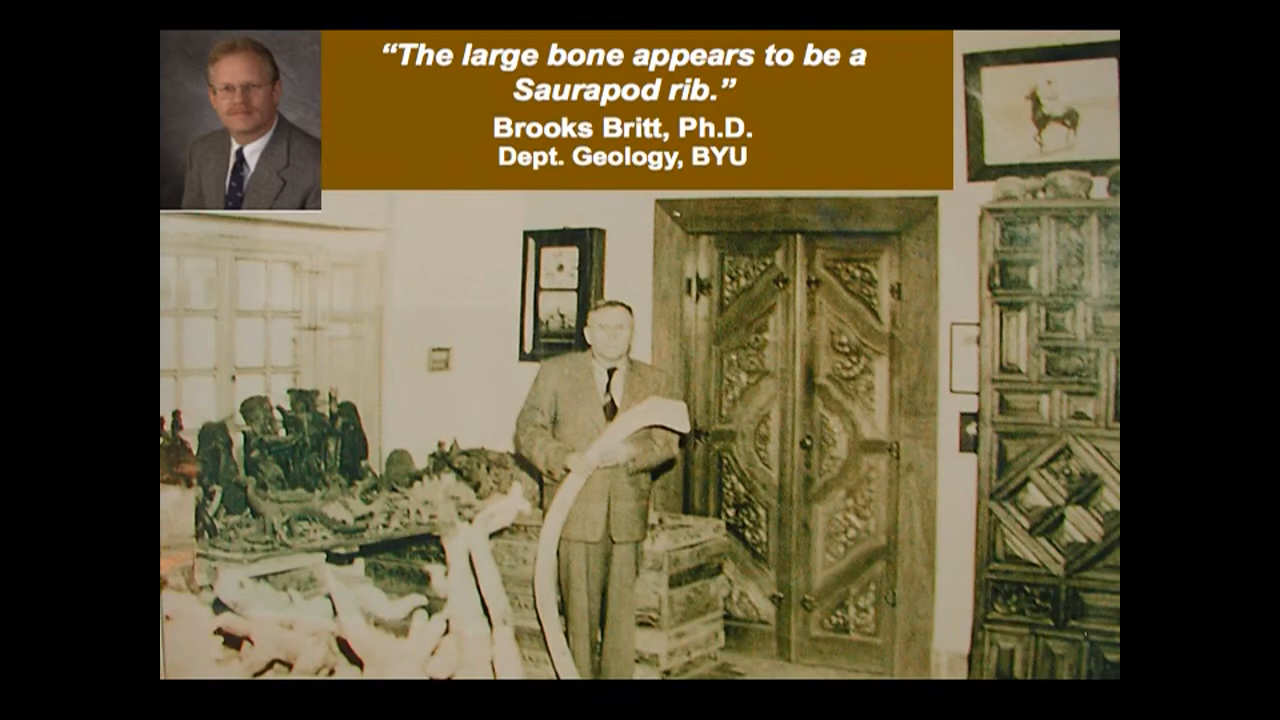 “The large bone appears to be a
Saurapod rib.”
Brooks Britt, Ph.D.
Dept. Geology, BYU